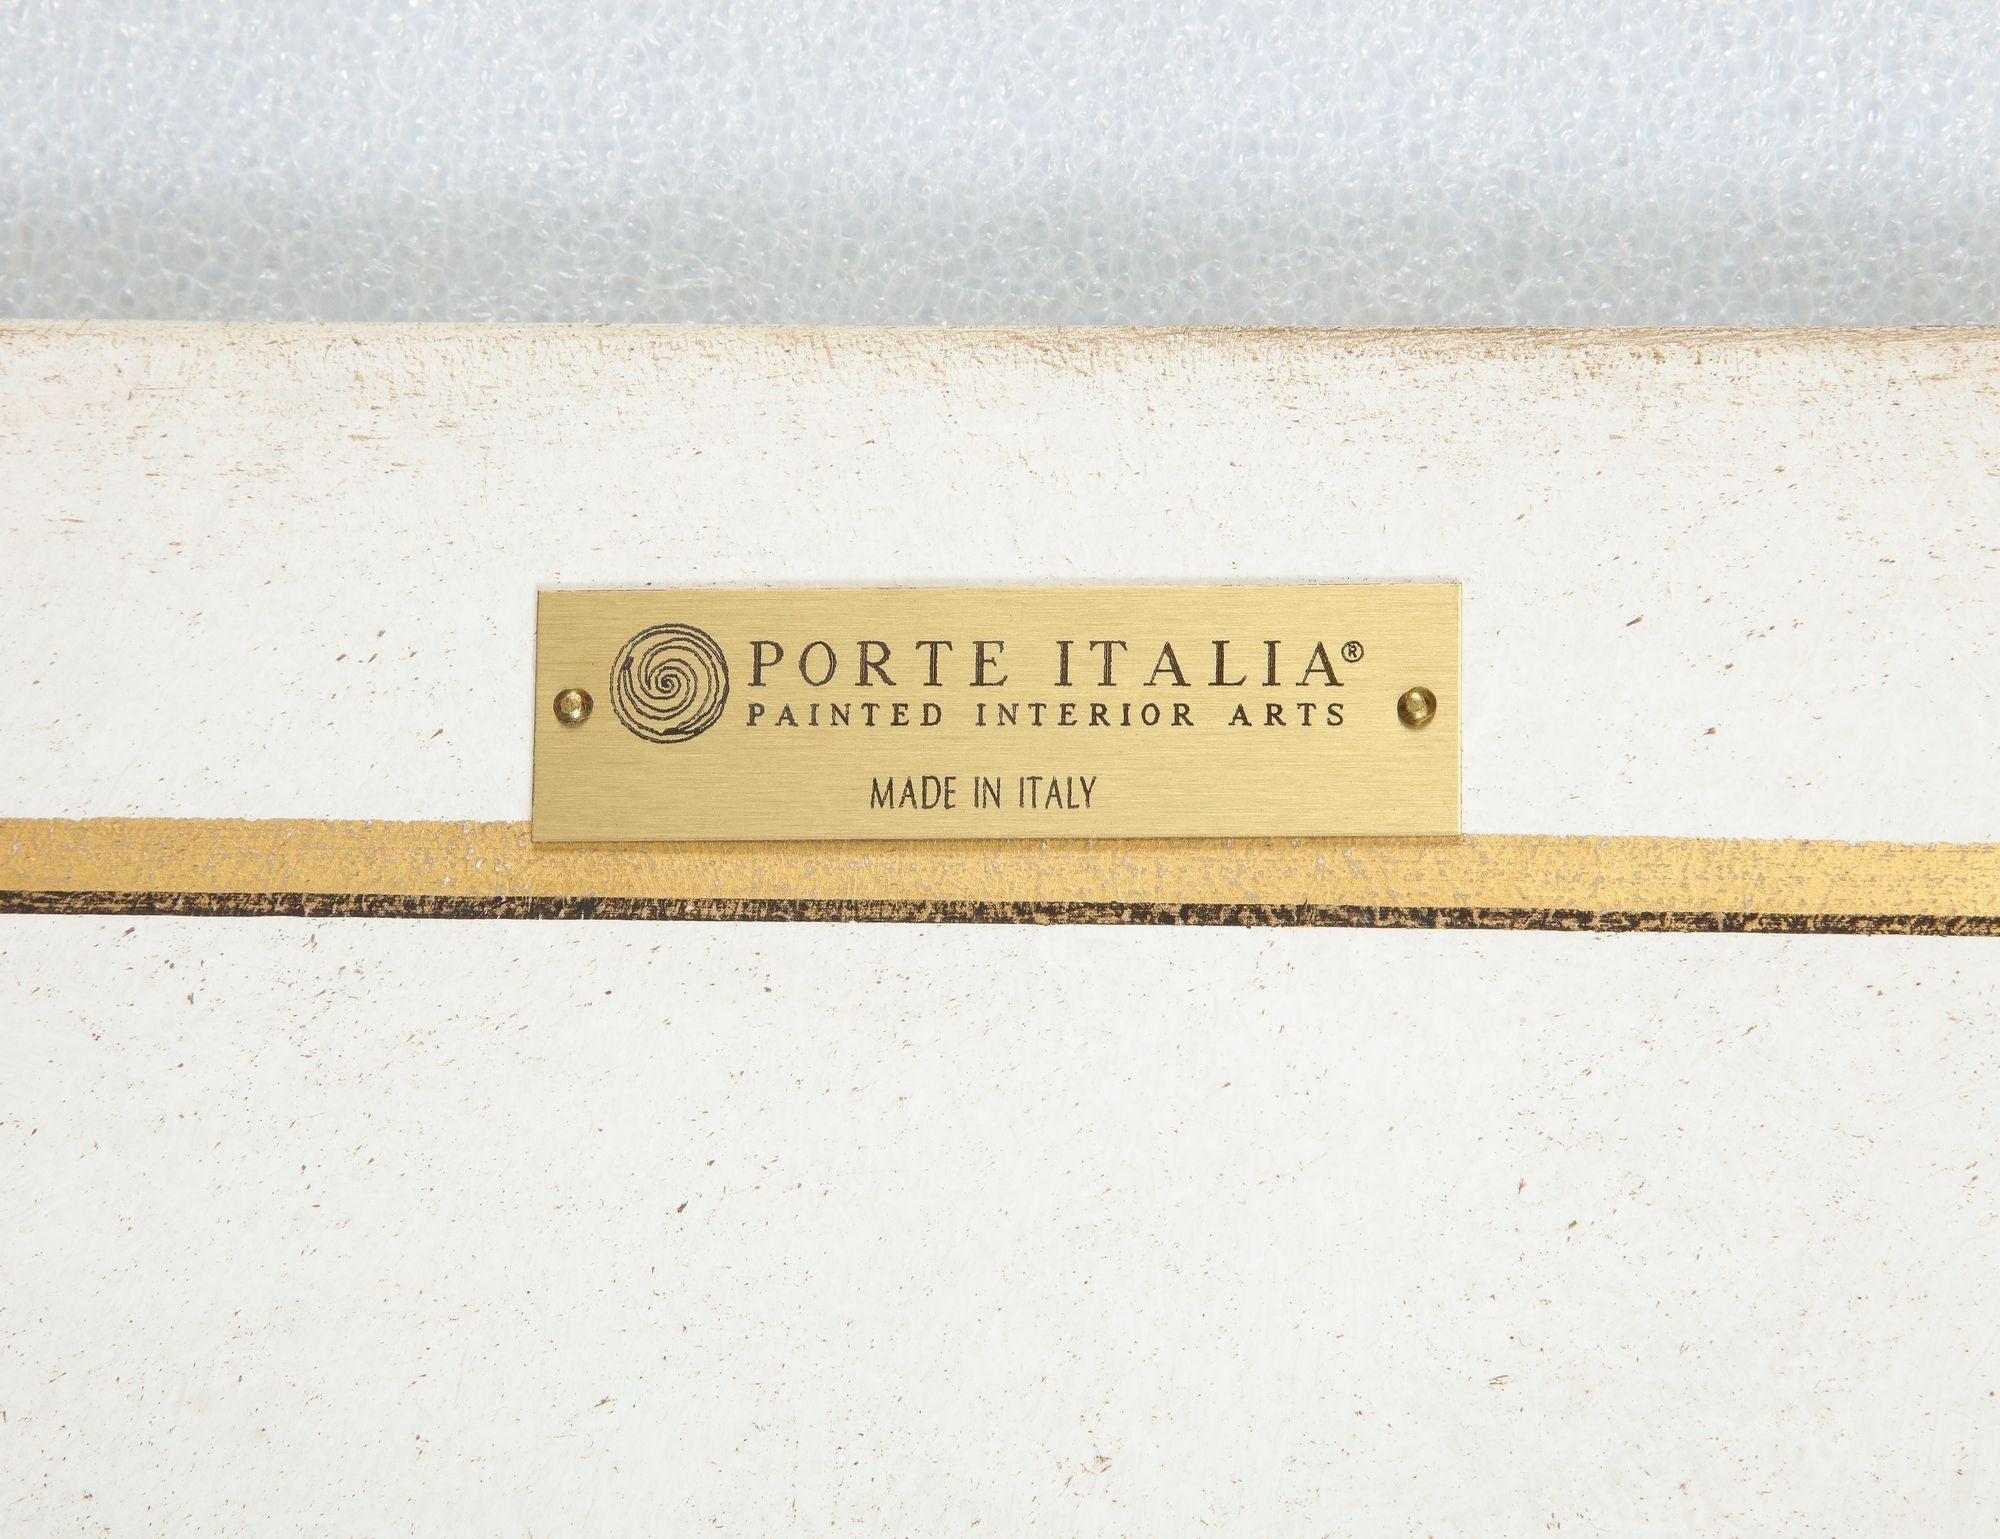 PORTE ITALIA®
PAINTED INTERIOR ARTS
MADE IN ITALY